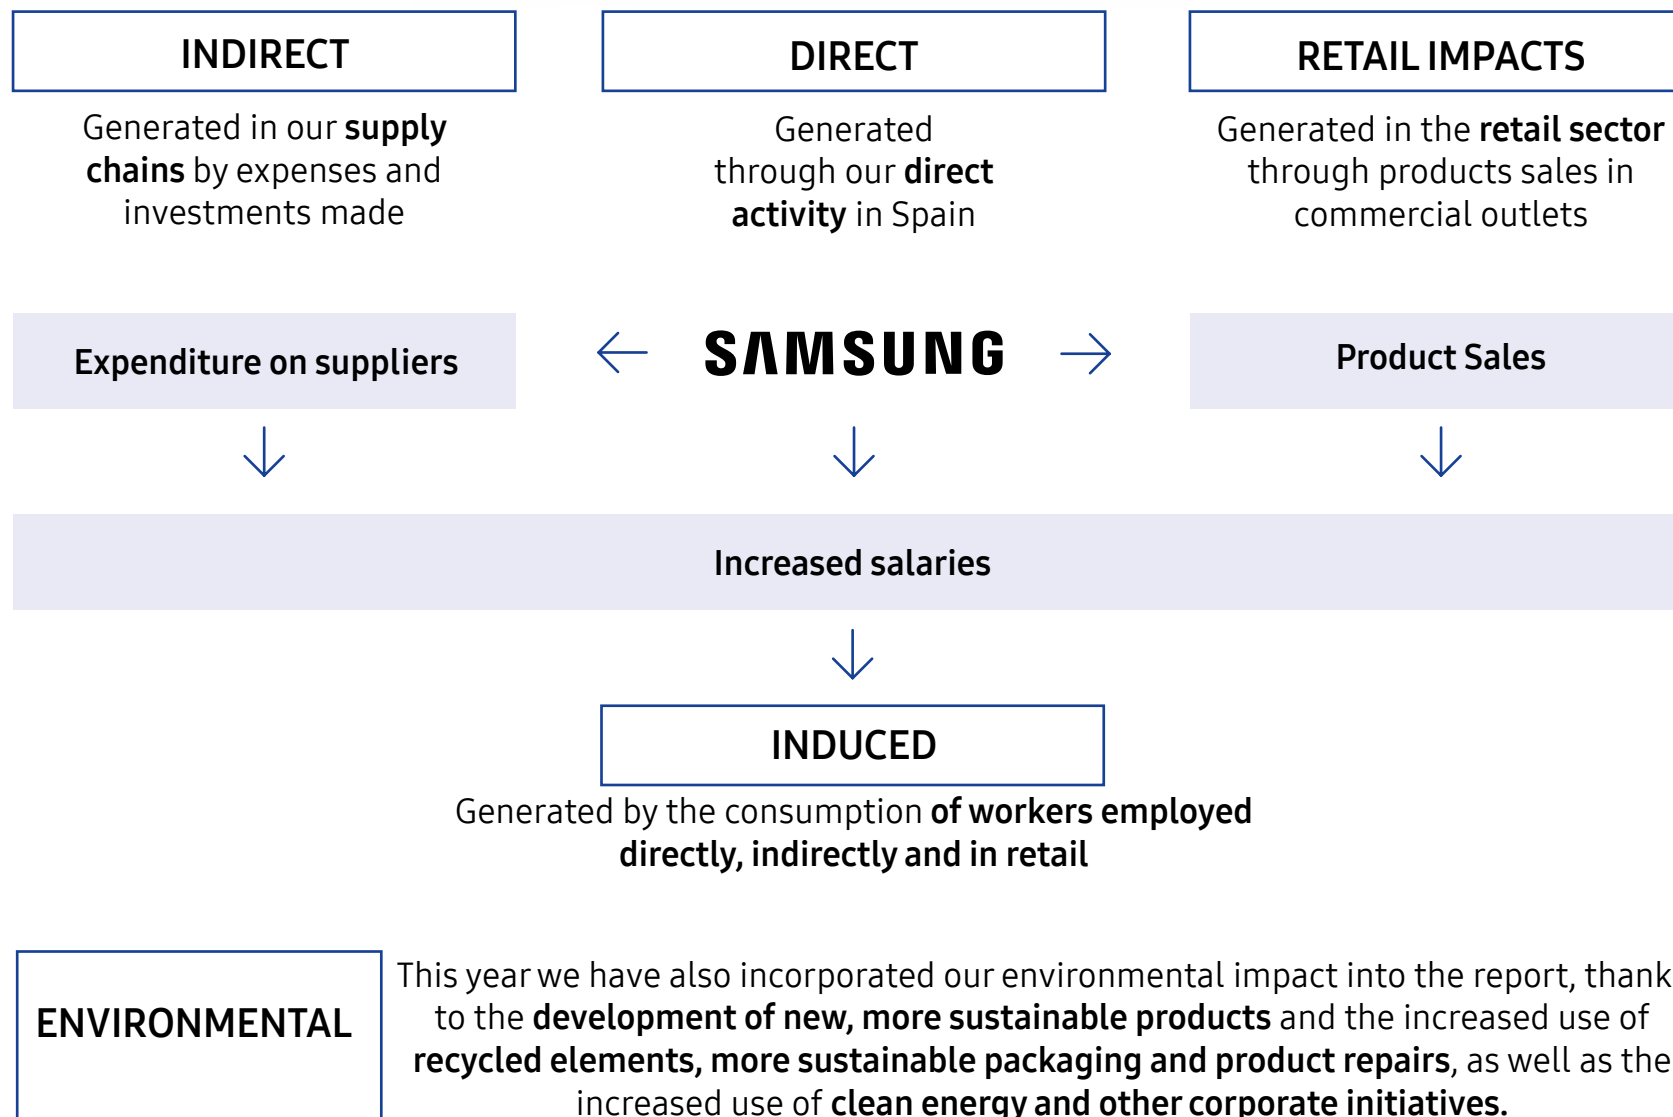 INDIRECT
Generated in our supply
chains by expenses and
investments made
DIRECT
Generated
through our direct
activity in Spain
RETAIL IMPACTS
Generated in the retail sector
through products sales in
commercial outlets
Expenditure on suppliers
SAMSUNG
Product Sales
Increased salaries
INDUCED
Generated by the consumption of workers employed
directly, indirectly and in retail
ENVIRONMENTAL
This year we have also incorporated our environmental impact into the report, thank
to the development of new, more sustainable products and the increased use of
recycled elements, more sustainable packaging and product repairs, as well as the
increased use of clean energy and other corporate initiatives.